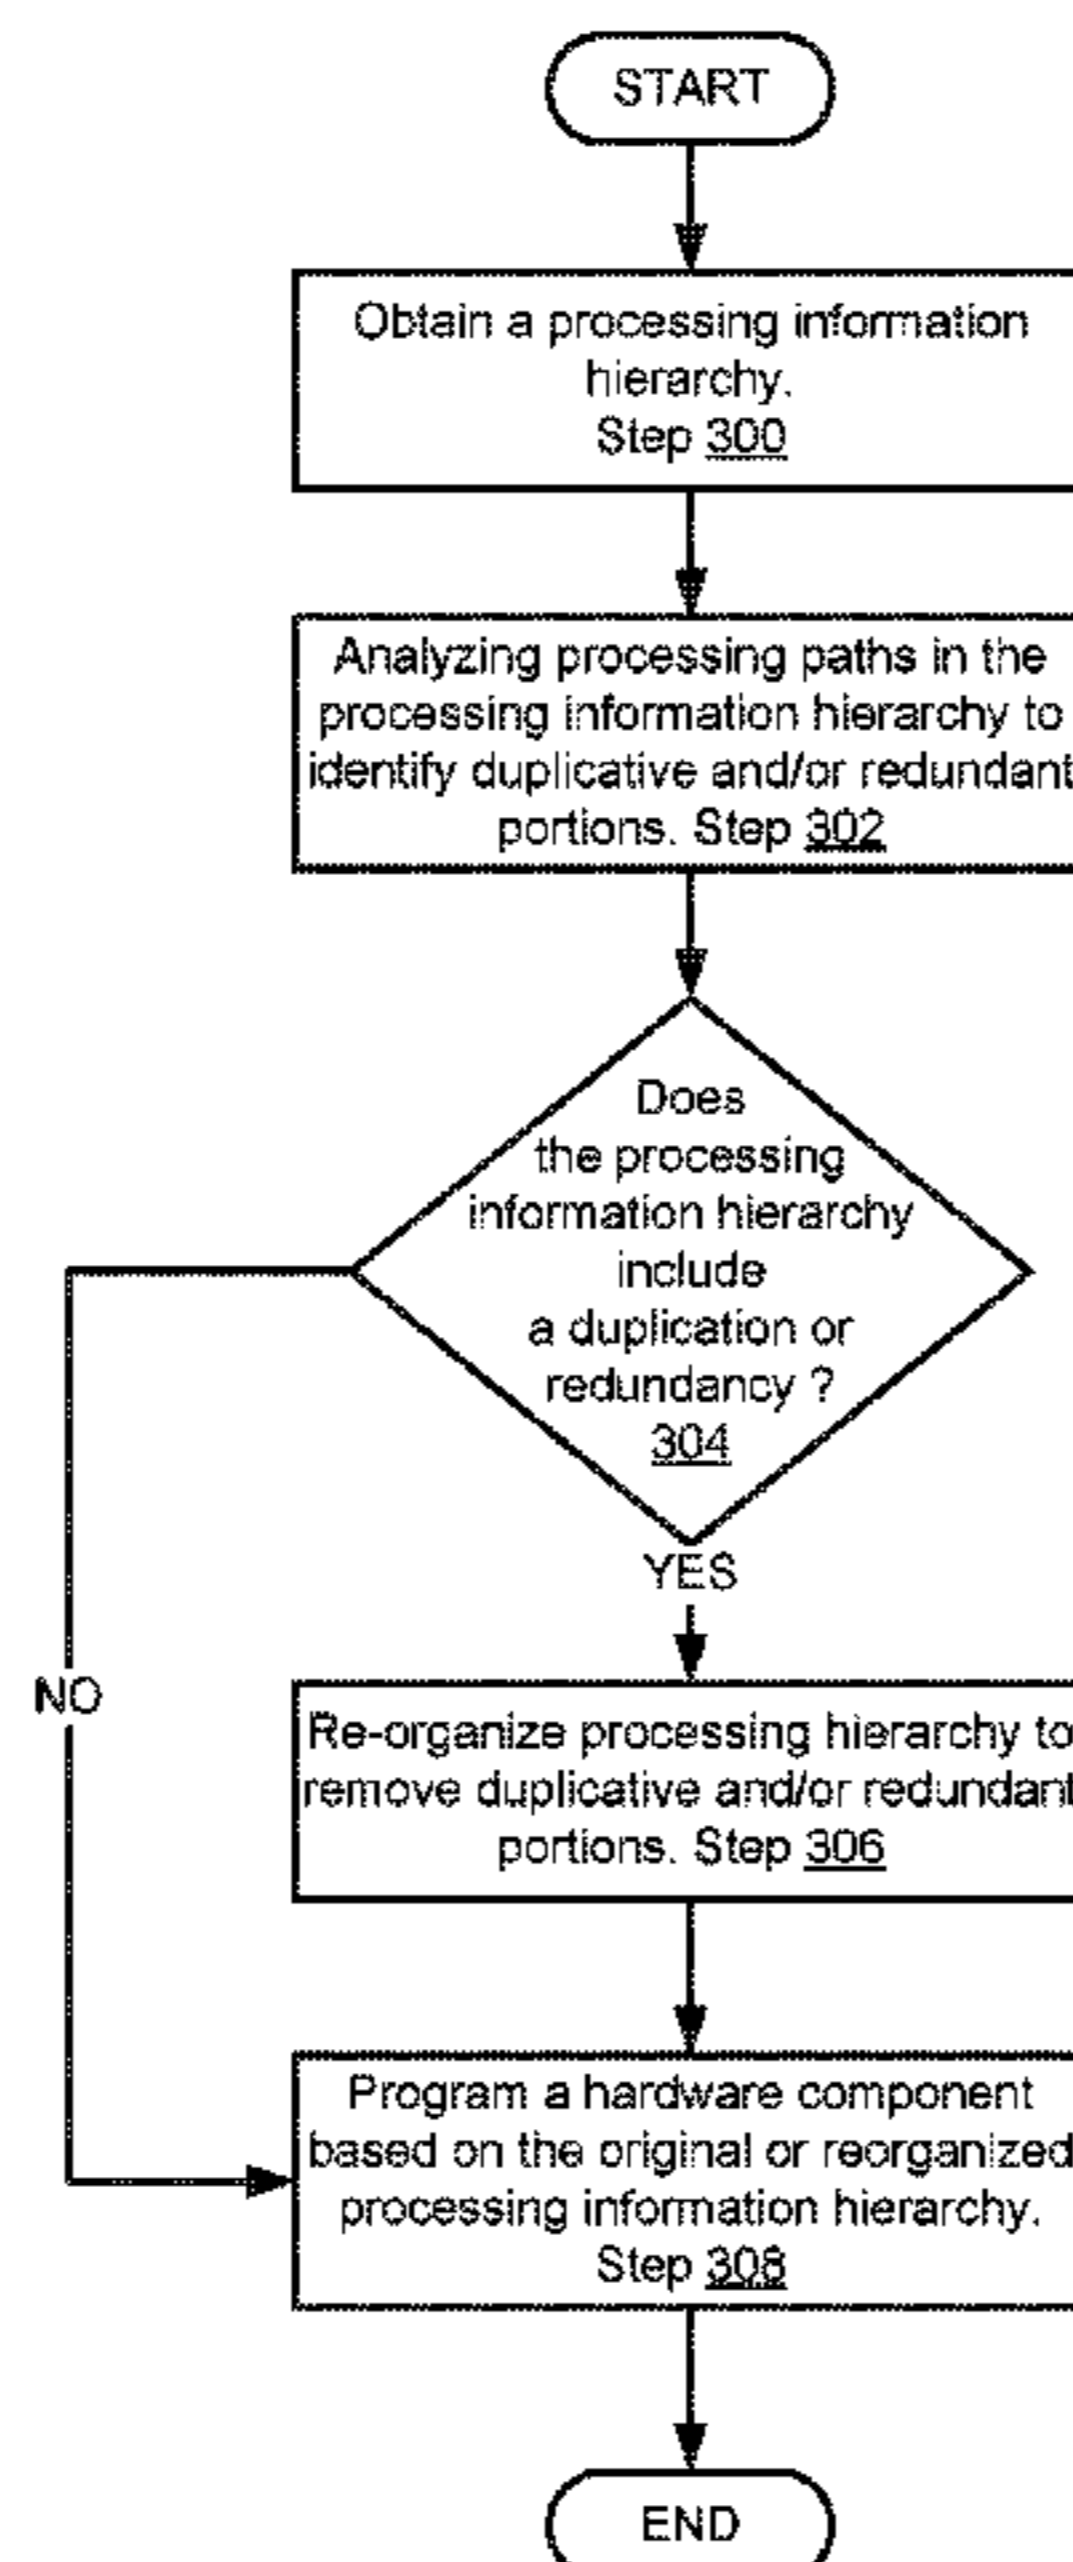 START
Obtain a processing information
hierarchy.
Step 300
Analyzing processing paths in the
processing information hierarchy to
identify duplicative and/or redundant
portions. Step 302
Does
the processing
information hierarchy
include
a duplication or
redundancy ?
304
YES
NO
Re-organize processing hierarchy to
remove duplicative and/or redundant
portions. Step 306
Program a hardware component
based on the original or reorganized
processing information hierarchy.
Step 308
END